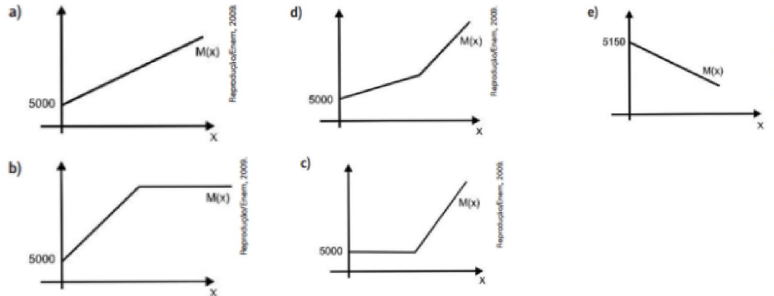 a)
M(x)
5000
X
Reprodução/Enem, 2009.
d)
M(x)
5000
X
Reprodução/Enem, 2009.
e)
5150
M(x)
X
b)
M(x)
5000
X
Reprodução/Enem, 2009.
c)
M(x)
5000
X
Reprodução/Enem, 2009.